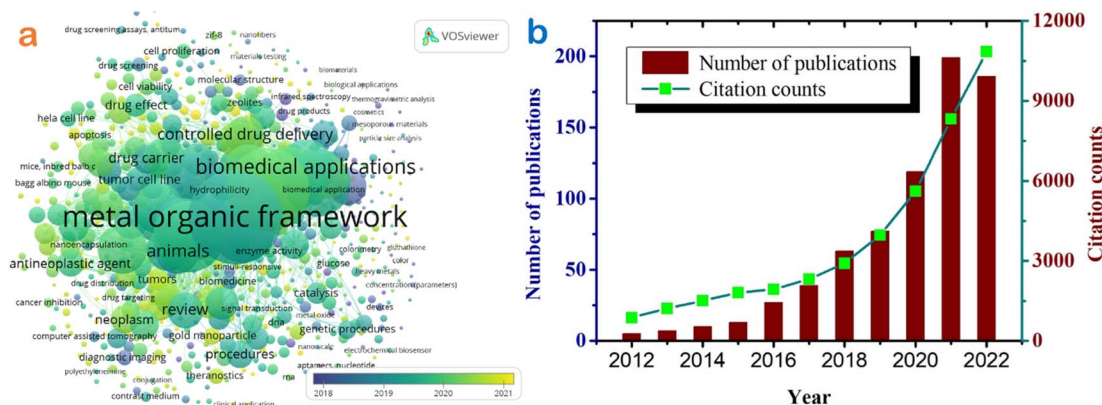 a
VOSviewer
drug screening assays, antitum
zif-8
nanofibers
cell proliferation
materials testing
drug screening
biomaterials
molecular structure
biological applications
cell viability
infrared spectroscopy
thermogravimetric analysis
drug effect
zeolites
drug products
cosmetics
hela cell line
mesoporous materials
apoptosis
controlled drug delivery
particle size analysis
mice, inbred balb c
drug carrier
biomedical applications
bagg albino mouse
tumor cell line
hydrophilicity
biomedical application
metal organic framework
nanoencapsulation
animals
enzyme activity
colorimetry
gluthathione
color
antineoplastic agent
stimuli-responsive
glucose
heavy metals
drug distribution
tumors
biomedicine
concentration (parameters)
cancer inhibition
drug targeting
catalysis
devices
review
signal transduction
metal oxide
neoplasm
dna
genetic procedures
computer assisted tomography
gold nanoparticle
diagnostic imaging
procedures
electrochemical biosensor
polyethyleneimine
aptamers, nucleotide
conjugation
theranostics
rna
contrast medium
clinical application
2018
2019
2020
2021
b
Number of publications
Citation counts
200
150
100
50
0
Number of publications
12000
9000
6000
3000
0
Citation counts
2012
2014
2016
2018
2020
2022
Year